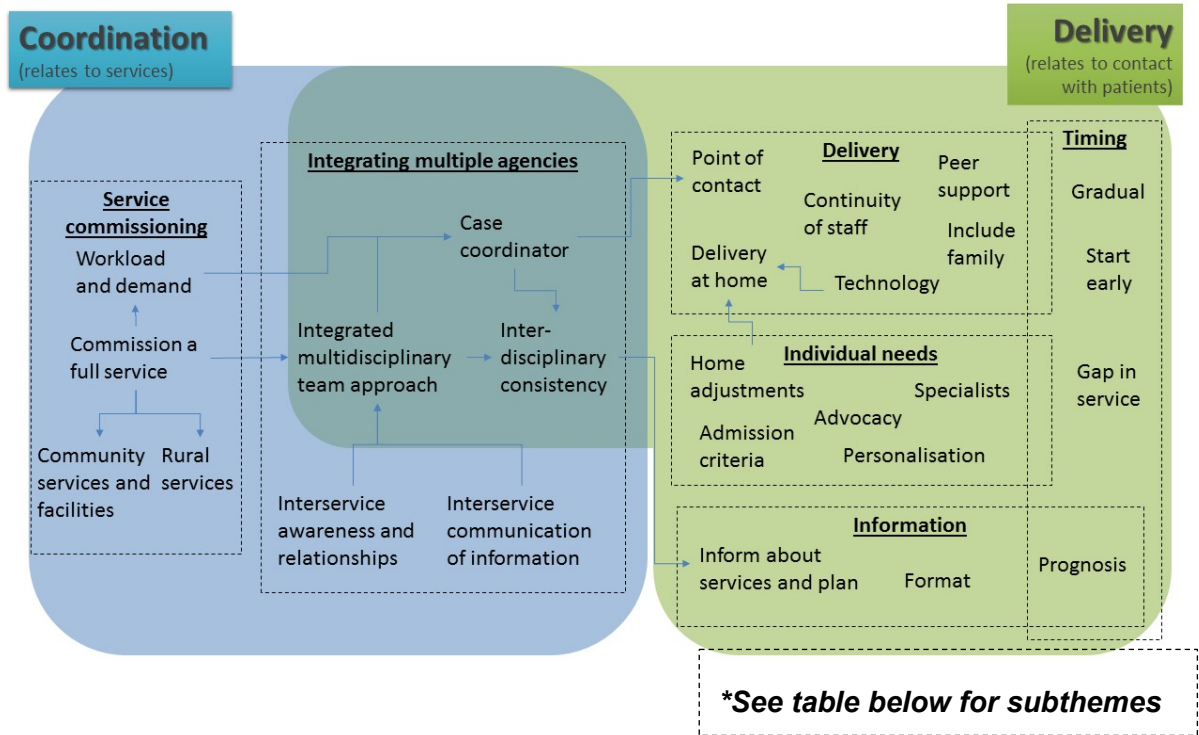 Coordination
(relates to services)
Delivery
(relates to contact
with patients)
Service
commissioning
Workload
and demand
Commission a
full service
Community
services and
facilities
Rural
services
Integrating multiple agencies
Case
coordinator
Integrated
multidisciplinary
team approach
Inter-
disciplinary
consistency
Interservice
awareness and
relationships
Interservice
communication
of information
Delivery
Point of
contact
Continuity
of staff
Peer
support
Include
family
Delivery
at home
Technology
Individual needs
Home
adjustments
Specialists
Advocacy
Admission
criteria
Personalisation
Information
Inform about
services and plan
Format
Prognosis
Timing
Gradual
Start
early
Gap in
service
*See table below for subthemes